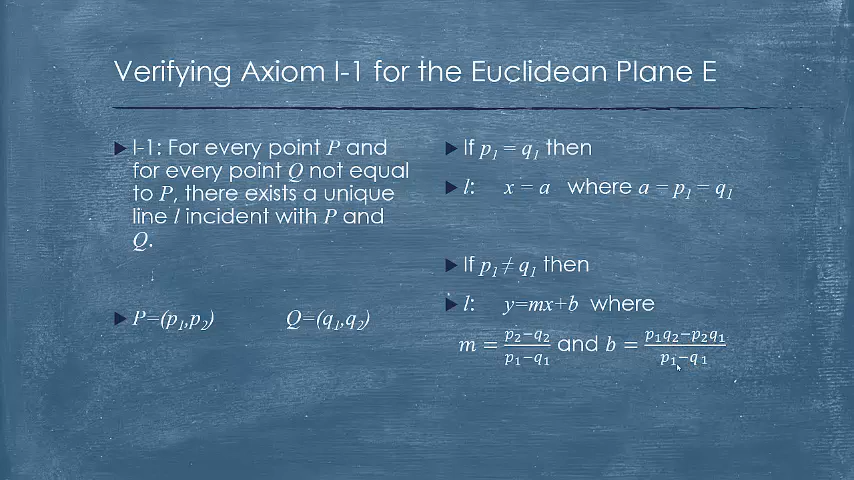 Verifying Axiom I-1 for the Euclidean Plane E
I-1: For every point P and
for every point Q not equal
to P, there exists a unique
line l incident with P and
Q.
P=(p₁,p₂) Q=(q₁,q₂)
If p₁ = q₁ then
l: x = a where a = p₁ = q₁
If p₁ ≠ q₁ then
l: y=mx+b where
m = (p₂−q₂)/(p₁−q₁) and b = (p₁q₂−p₂q₁)/(p₁−q₁)